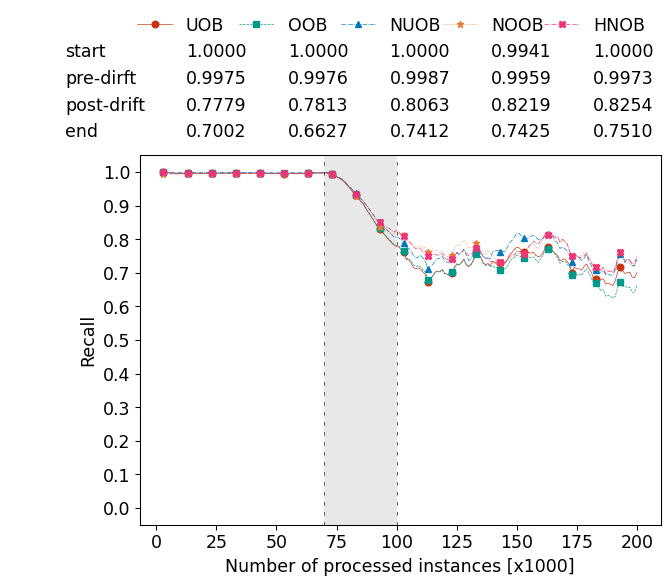 UOB OOB NUOB NOOB HNOB
start 1.0000 1.0000 1.0000 0.9941 1.0000
pre-dirft 0.9975 0.9976 0.9987 0.9959 0.9973
post-drift 0.7779 0.7813 0.8063 0.8219 0.8254
end 0.7002 0.6627 0.7412 0.7425 0.7510
1.0
0.9
0.8
0.7
0.6
0.5
0.4
0.3
0.2
0.1
0.0
Recall
0 25 50 75 100 125 150 175 200
Number of processed instances [x1000]